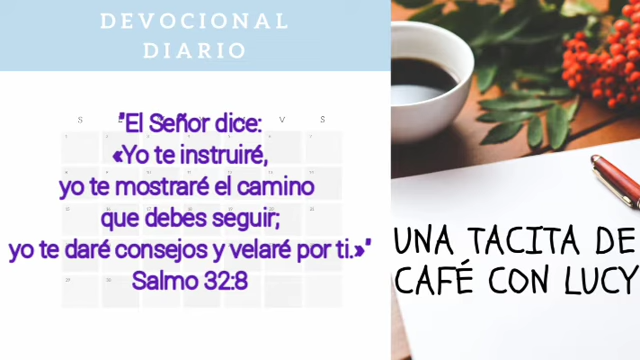 DEVOCIONAL
DIARIO
S V S
"El Señor dice:
«Yo te instruiré,
yo te mostraré el camino
que debes seguir;
yo te daré consejos y velaré por ti.»"
Salmo 32:8
UNA TACITA DE
CAFÉ CON LUCY